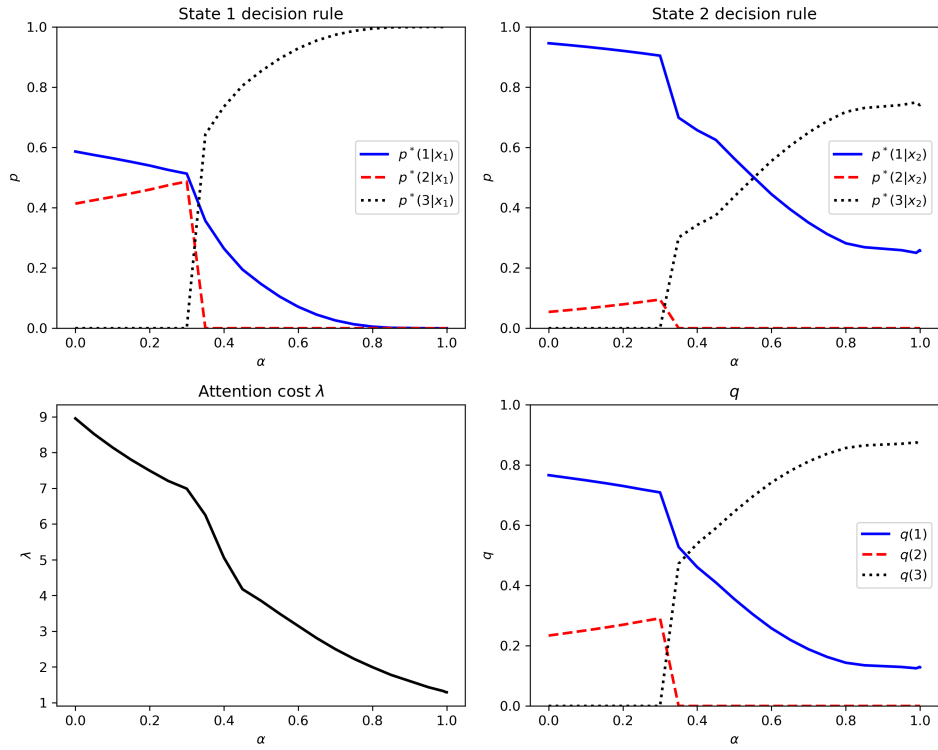 State 1 decision rule
1.0
0.8
0.6
0.4
0.2
0.0
p
p*(1|x₁)
p*(2|x₁)
p*(3|x₁)
0.0 0.2 0.4 0.6 0.8 1.0
α
State 2 decision rule
1.0
0.8
0.6
0.4
0.2
0.0
p
p*(1|x₂)
p*(2|x₂)
p*(3|x₂)
0.0 0.2 0.4 0.6 0.8 1.0
α
Attention cost λ
9
8
7
6
5
4
3
2
1
λ
0.0 0.2 0.4 0.6 0.8 1.0
α
q
1.0
0.8
0.6
0.4
0.2
0.0
q
q(1)
q(2)
q(3)
0.0 0.2 0.4 0.6 0.8 1.0
α